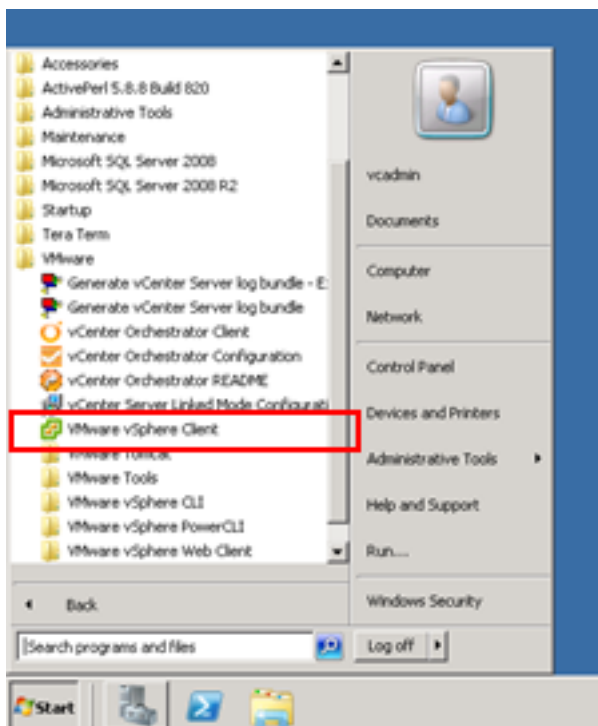 Accessories
ActivePerl 5.8.8 Build 820
Administrative Tools
Maintenance
Microsoft SQL Server 2008
Microsoft SQL Server 2008 R2
Startup
Tera Term
VMware
Generate vCenter Server log bundle - E:
Generate vCenter Server log bundle
vCenter Orchestrator Client
vCenter Orchestrator Configuration
vCenter Orchestrator README
vCenter Server Linked Mode Configurati
VMware vSphere Client
VMware Tomcat
VMware Tools
VMware vSphere CLI
VMware vSphere PowerCLI
VMware vSphere Web Client
Back
Search programs and files
vcadmin
Documents
Computer
Network
Control Panel
Devices and Printers
Administrative Tools
Help and Support
Run...
Windows Security
Log off
Start